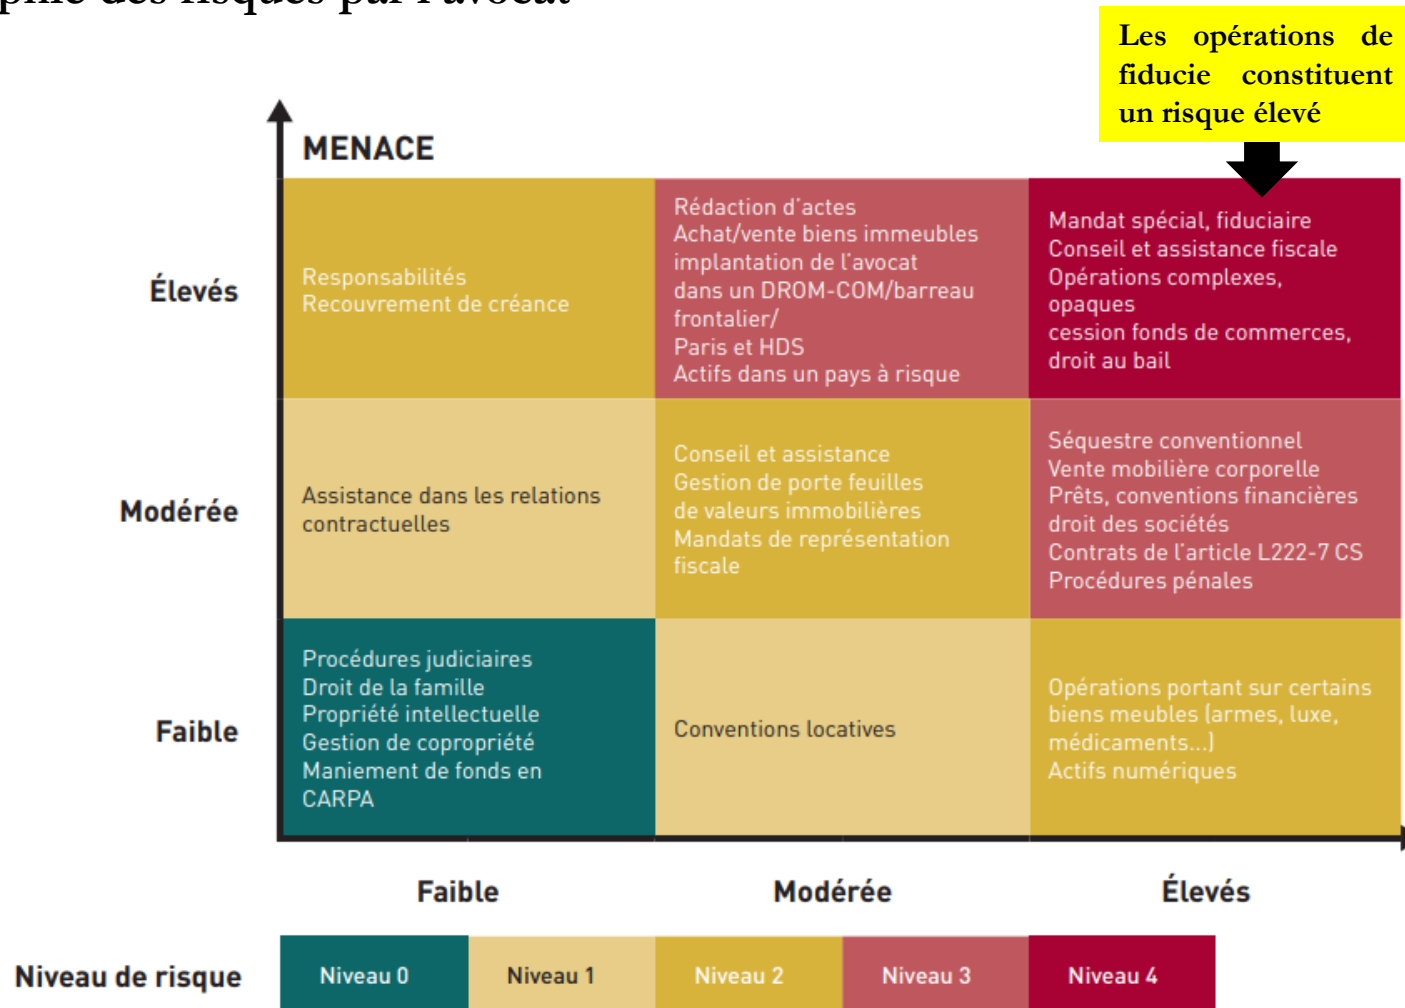 des risques par l'avocat
Les opérations de
fiducie constituent
un risque élevé
MENACE
Élevés
Responsabilités
Recouvrement de créance
Rédaction d'actes
Achat/vente biens immeubles
implantation de l'avocat
dans un DROM-COM/barreau
frontalier/
Paris et HDS
Actifs dans un pays à risque
Mandat spécial, fiduciaire
Conseil et assistance fiscale
Opérations complexes,
opaques
cession fonds de commerces,
droit au bail
Modérée
Assistance dans les relations
contractuelles
Conseil et assistance
Gestion de porte feuilles
de valeurs immobilières
Mandats de représentation
fiscale
Séquestre conventionnel
Vente mobilière corporelle
Prêts, conventions financières
droit des sociétés
Contrats de l'article L222-7 CS
Procédures pénales
Faible
Procédures judiciaires
Droit de la famille
Propriété intellectuelle
Gestion de copropriété
Maniement de fonds en
CARPA
Conventions locatives
Opérations portant sur certains
biens meubles (armes, luxe,
médicaments...)
Actifs numériques
Faible
Modérée
Élevés
Niveau de risque
Niveau 0
Niveau 1
Niveau 2
Niveau 3
Niveau 4